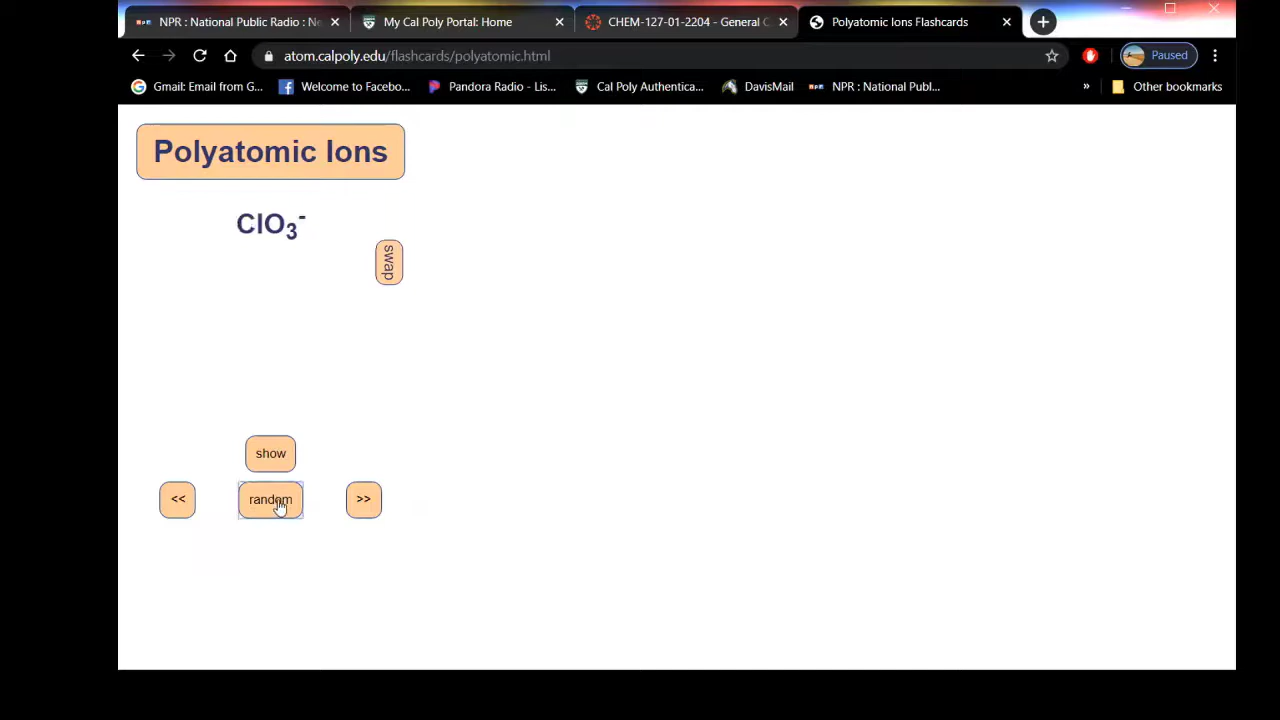 NPR : National Public Radio : Ne
My Cal Poly Portal: Home
CHEM-127-01-2204 - General C
Polyatomic Ions Flashcards
atom.calpoly.edu/flashcards/polyatomic.html
Paused
Gmail: Email from G...
Welcome to Facebo...
Pandora Radio - Lis...
Cal Poly Authentica...
DavisMail
NPR : National Publ...
»
Other bookmarks
Polyatomic Ions
ClO₃⁻
swap
show
<<
random
>>